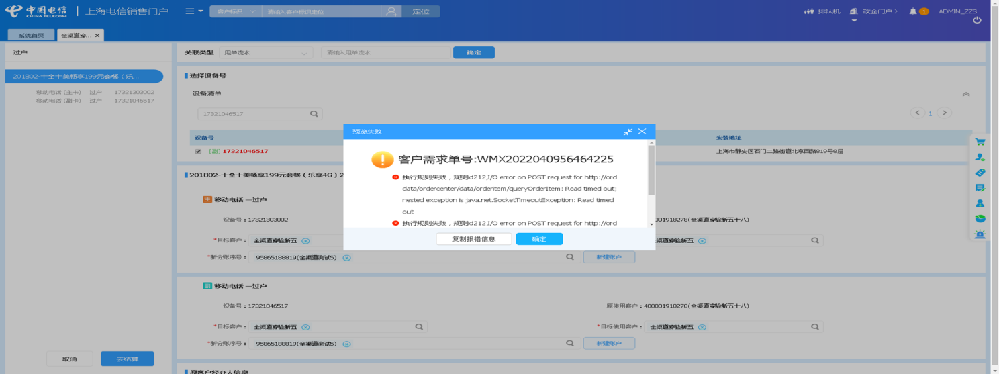 中国电信
CHINA TELECOM
上海电信销售门户
客户标识
请输入客户标识定位
定位
排队机
政企门户>
1
ADMIN_ZZS
系统首页
全渠道穿... ×
过户
关联类型 甩单流水
请输入甩单流水
确定
201802-十全十美畅享199元套餐（乐...
移动电话 (主卡) 过户 17321303002
移动电话 (副卡) 过户 17321046517
选择设备号
设备清单
17321046517
< 1 >
设备号
安装地址
[副] 17321046517
上海市静安区石门二路街道北京西路819号8层
预览失败
客户需求单号:WMX2022040956464225
执行规则失败，规则id212,I/O error on POST request for http://ord
data/ordercenter/data/orderitem/queryOrderItem: Read timed out;
nested exception is java.net.SocketTimeoutException: Read timed
out
执行规则失败，规则id212,I/O error on POST request for http://ord
复制报错信息
确定
201802-十全十美畅享199元套餐（乐享4G）2
主 移动电话 —过户
设备号：17321303002
001918278(全渠道穿验新五十八)
*目标客户： 全渠道穿验新五
渠道穿验新五
*新分账序号： 95865188819(全渠道测试5)
新建账户
副 移动电话 —过户
设备号：17321046517
原使用客户：400001918278(全渠道穿验新五十八)
*目标客户： 全渠道穿验新五
*目标使用客户： 全渠道穿验新五
*新分账序号： 95865188819(全渠道测试5)
新建账户
取消
去结算
原客户经办人信息